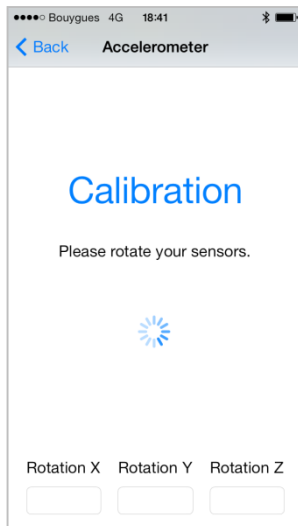 Bouygues 4G 18:41
Back Accelerometer
Calibration
Please rotate your sensors.
Rotation X Rotation Y Rotation Z